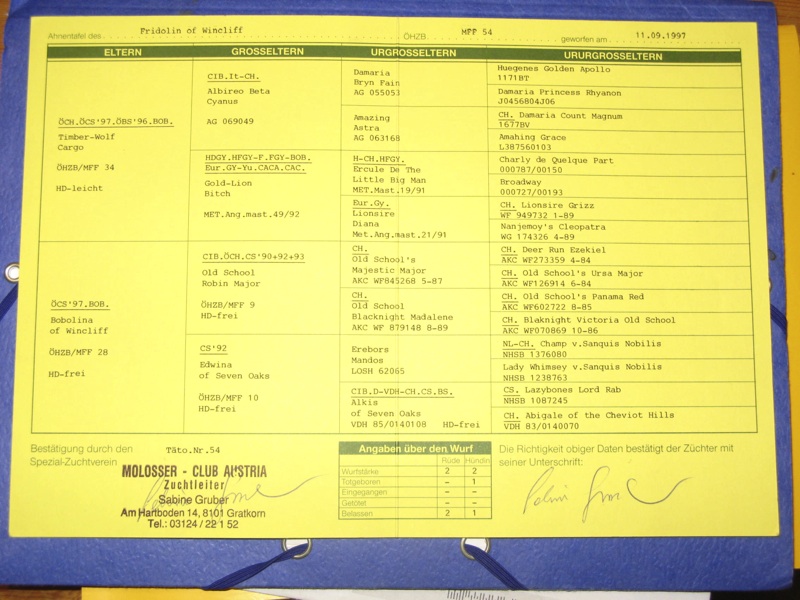 Ahnentafel des Fridolin of Wincliff ÖHZB. MFF 54 geworfen am 11.09.1997
ELTERN
GROSSELTERN
URGROSSELTERN
URURGROSSELTERN
ÖCH.ÖCS'97.ÖBS'96.BOB.
Timber-Wolf
Cargo
ÖHZB/MFF 34
HD-leicht
ÖCS'97.BOB.
Bobolina
of Wincliff
ÖHZB/MFF 28
HD-frei
CIB.It-CH.
Albireo Beta
Cyanus
AG 069049
HDGY.HFGY-F.FGY-BOB.
Eur.GY-Yu.CACA.CAC.
Gold-Lion
Bitch
MET.Ang.mast.49/92
CIB.ÖCH.CS'90+92+93
Old School
Robin Major
ÖHZB/MFF 9
HD-frei
CS'92
Edwina
of Seven Oaks
ÖHZB/MFF 10
HD-frei
Damaria
Bryn Fain
AG 055053
Amazing
Astra
AG 063168
H-CH.HFGY.
Ercule De The
Little Big Man
MET.Mast.19/91
Eur.Gy.
Lionsire
Diana
Met.Ang.mast.21/91
CH.
Old School's
Majestic Major
AKC WF845268 5-87
CH.
Old School
Blacknight Madalene
AKC WF 879148 8-89
Erebors
Mandos
LOSH 62065
CIB.D-VDH-CH.CS.BS.
Alkis
of Seven Oaks
VDH 85/0140108 HD-frei
Huegenes Golden Apollo
1171BT
Damaria Princess Rhyanon
J0456804J06
CH. Damaria Count Magnum
1677BV
Amahing Grace
L387560103
Charly de Quelque Part
000787/00150
Broadway
000727/00193
CH. Lionsire Grizz
WF 949732 1-89
Nanjemoy's Cleopatra
WG 174326 4-89
CH. Deer Run Ezekiel
AKC WF273359 4-84
CH. Old School's Ursa Major
AKC WF126914 6-84
CH. Old School's Panama Red
AKC WF602722 8-85
CH. Blaknight Victoria Old School
AKC WF070869 10-86
NL-CH. Champ v.Sanquis Nobilis
NHSB 1376080
Lady Whimsey v.Sanquis Nobilis
NHSB 1238763
CS. Lazybones Lord Rab
NHSB 1087245
CH. Abigale of the Cheviot Hills
VDH 83/0140070
Bestätigung durch den
Spezial-Zuchtverein
Täto.Nr.54
MOLOSSER - CLUB AUSTRIA
Zuchtleiter
Sabine Gruber
Am Hartboden 14, 8101 Gratkorn
Tel.: 03124 / 22 1 52
Angaben über den Wurf
Rüde Hündin
Wurfstärke 2 2
Totgeboren – 1
Eingegangen – –
Getötet – –
Belassen 2 1
Die Richtigkeit obiger Daten bestätigt der Züchter mit
seiner Unterschrift: